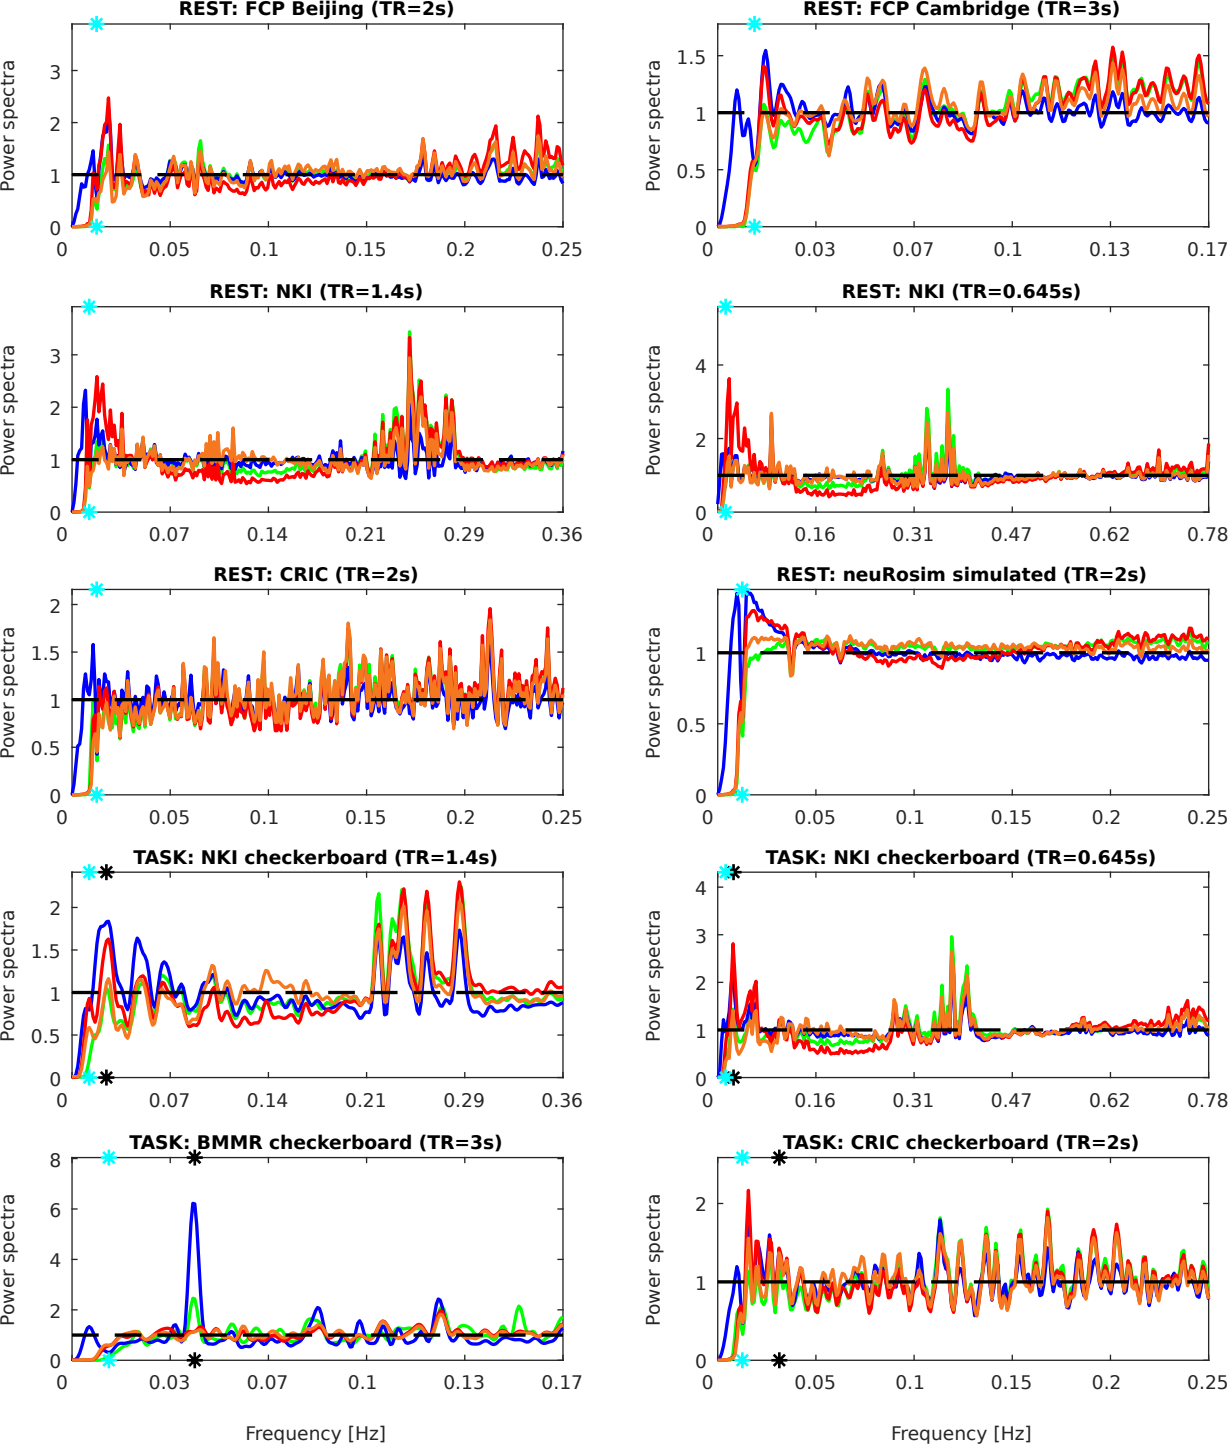 REST: FCP Beijing (TR=2s)
Power spectra
3
2
1
0
0 0.05 0.1 0.15 0.2 0.25
REST: FCP Cambridge (TR=3s)
Power spectra
1.5
1
0.5
0
0 0.03 0.07 0.1 0.13 0.17
REST: NKI (TR=1.4s)
Power spectra
3
2
1
0
0 0.07 0.14 0.21 0.29 0.36
REST: NKI (TR=0.645s)
Power spectra
4
2
1
0
0 0.16 0.31 0.47 0.62 0.78
REST: CRIC (TR=2s)
Power spectra
2
1.5
1
0.5
0
0 0.05 0.1 0.15 0.2 0.25
REST: neuRosim simulated (TR=2s)
Power spectra
1
0.5
0
0 0.05 0.1 0.15 0.2 0.25
TASK: NKI checkerboard (TR=1.4s)
Power spectra
2
1.5
1
0.5
0
0 0.07 0.14 0.21 0.29 0.36
TASK: NKI checkerboard (TR=0.645s)
Power spectra
4
3
2
1
0
0 0.16 0.31 0.47 0.62 0.78
TASK: BMMR checkerboard (TR=3s)
Power spectra
8
6
4
2
1
0
0 0.03 0.07 0.1 0.13 0.17
Frequency [Hz]
TASK: CRIC checkerboard (TR=2s)
Power spectra
2
1
0
0 0.05 0.1 0.15 0.2 0.25
Frequency [Hz]